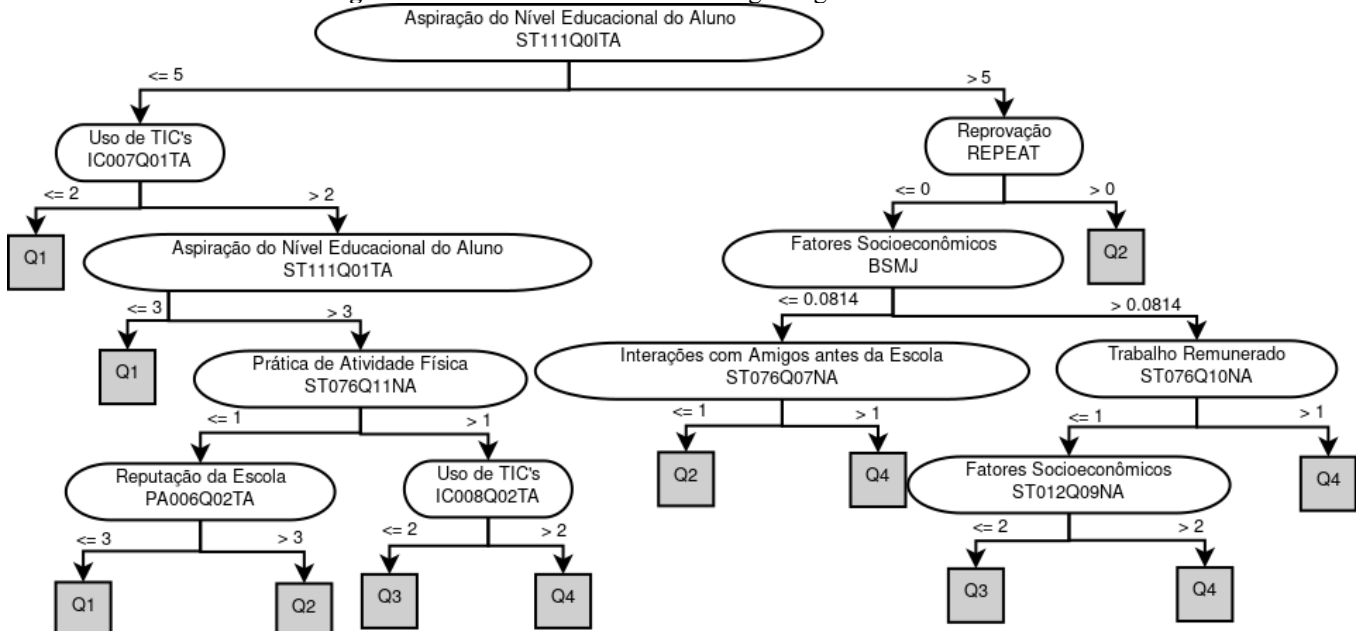 Aspiração do Nível Educacional do Aluno
ST111Q0ITA
<= 5
> 5
Uso de TIC's
IC007Q01TA
Reprovação
REPEAT
<= 2
> 2
<= 0
> 0
Q1
Aspiração do Nível Educacional do Aluno
ST111Q01TA
Fatores Socioeconômicos
BSMJ
Q2
<= 3
> 3
<= 0.0814
> 0.0814
Q1
Prática de Atividade Física
ST076Q11NA
Interações com Amigos antes da Escola
ST076Q07NA
Trabalho Remunerado
ST076Q10NA
<= 1
> 1
<= 1
> 1
<= 1
> 1
Reputação da Escola
PA006Q02TA
Uso de TIC's
IC008Q02TA
Q2
Q4
Fatores Socioeconômicos
ST012Q09NA
Q4
<= 3
> 3
<= 2
> 2
<= 2
> 2
Q1
Q2
Q3
Q4
Q3
Q4